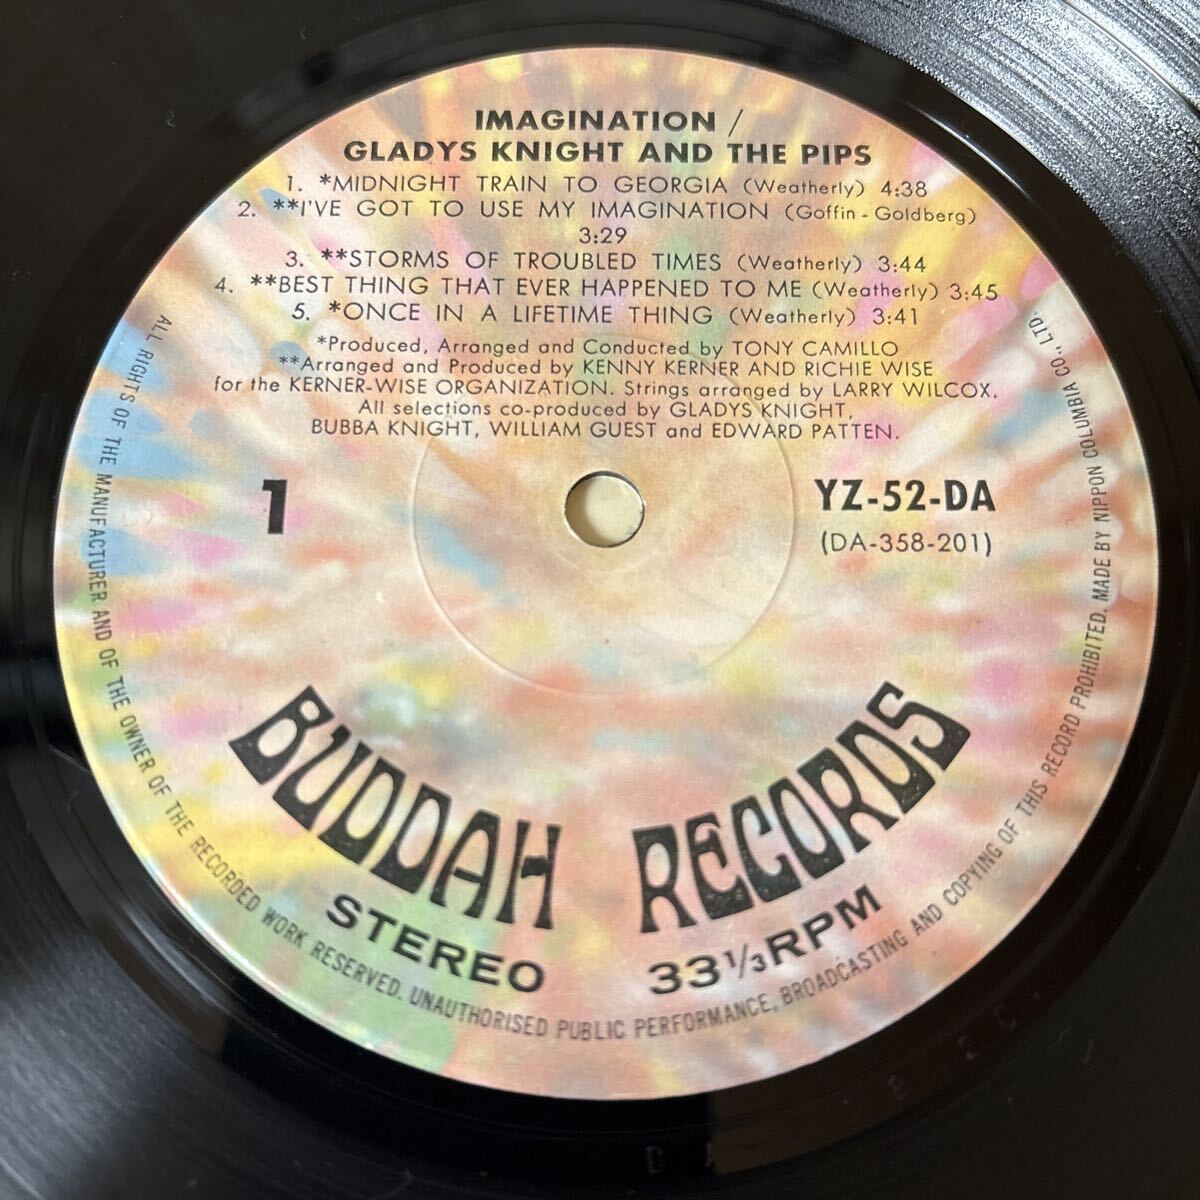 IMAGINATION /
GLADYS KNIGHT AND THE PIPS
1. *MIDNIGHT TRAIN TO GEORGIA (Weatherly) 4:38
2. **I'VE GOT TO USE MY IMAGINATION (Goffin - Goldberg)
3:29
3. **STORMS OF TROUBLED TIMES (Weatherly) 3:44
4. **BEST THING THAT EVER HAPPENED TO ME (Weatherly) 3:45
5. *ONCE IN A LIFETIME THING (Weatherly) 3:41
*Produced, Arranged and Conducted by TONY CAMILLO
**Arranged and Produced by KENNY KERNER AND RICHIE WISE
for the KERNER-WISE ORGANIZATION. Strings arranged by LARRY WILCOX.
All selections co-produced by GLADYS KNIGHT,
BUBBA KNIGHT, WILLIAM GUEST and EDWARD PATTEN.
1
YZ-52-DA
(DA-358-201)
BUDDAH RECORDS
STEREO
33 1/3 RPM
ALL RIGHTS OF THE MANUFACTURER AND OF THE OWNER OF THE RECORDED WORK RESERVED. UNAUTHORISED PUBLIC PERFORMANCE, BROADCASTING AND COPYING OF THIS RECORD PROHIBITED. MADE BY NIPPON COLUMBIA CO., LTD.